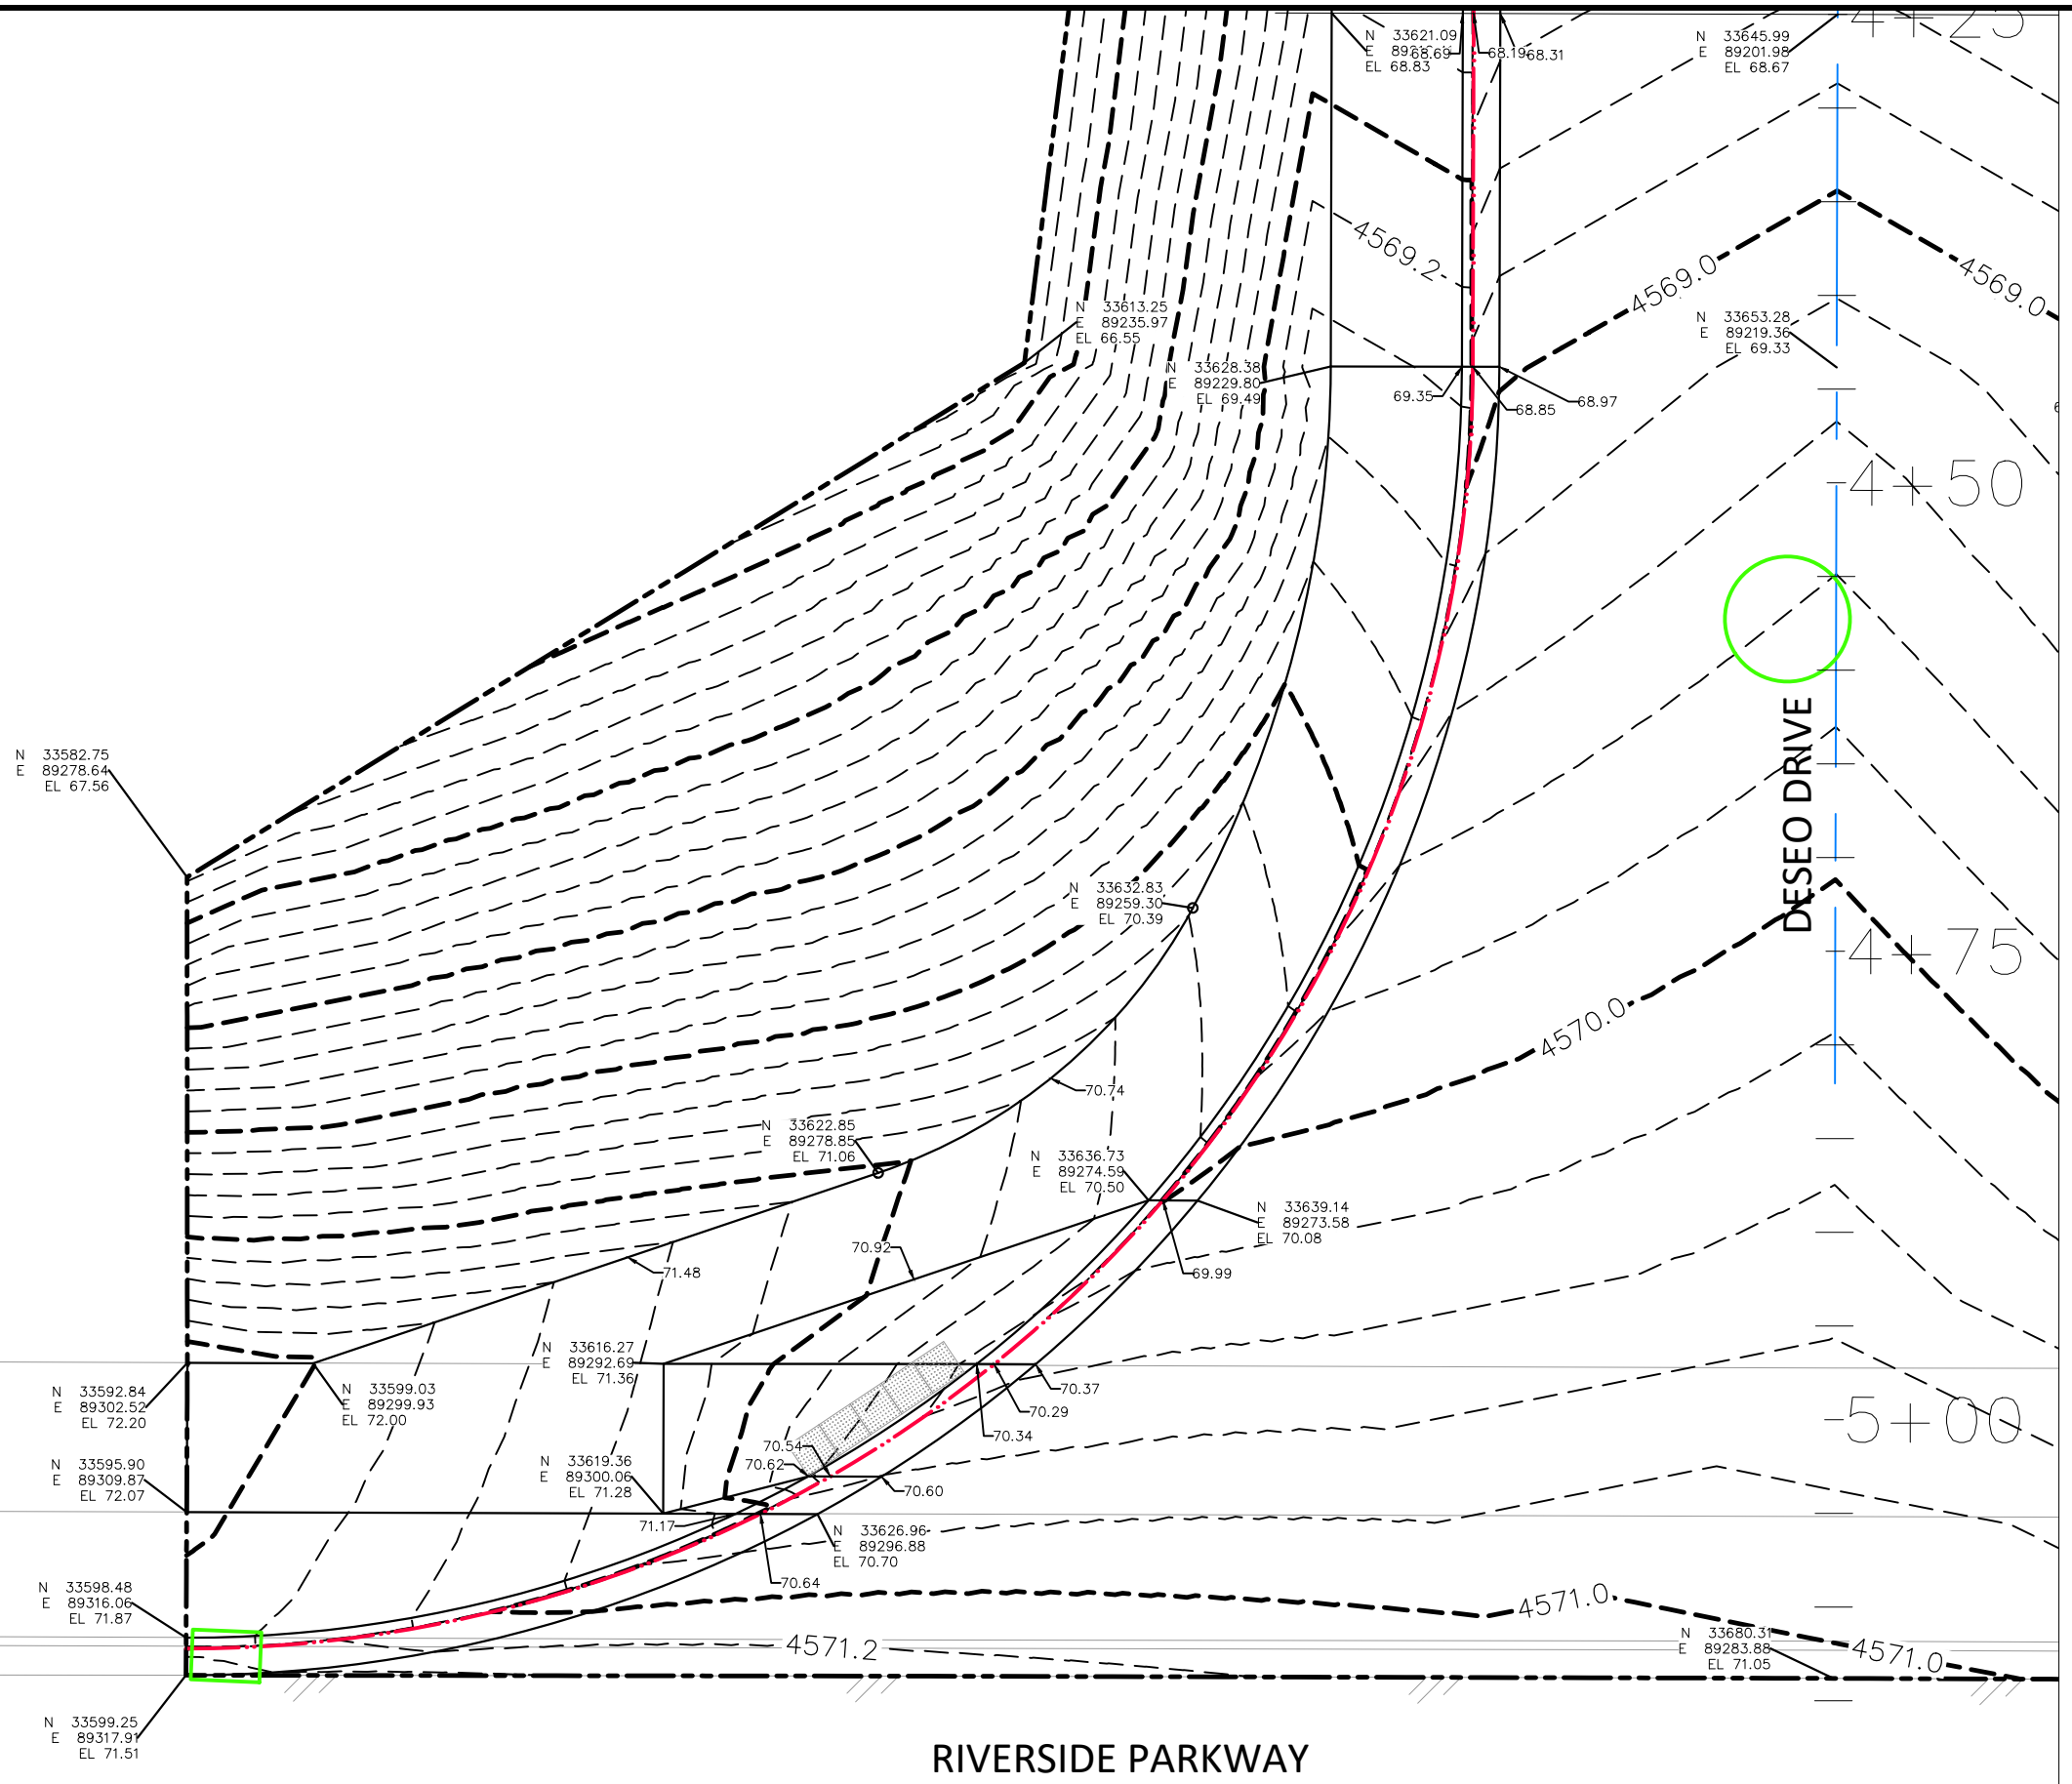 4+25
N 33621.09
E
EL 68.83
68.69
68.19
68.31
N 33645.99
E 89201.98
EL 68.67
4569.2
4569.0
4569.0
N 33613.25
E 89235.97
EL 66.55
N 33653.28
E 89219.36
EL 69.33
N 33628.38
E 89229.80
EL 69.49
69.35
68.85
68.97
4+50
DESEO DRIVE
N 33582.75
E 89278.64
EL 67.56
N 33632.83
E 89259.30
EL 70.39
4+75
4570.0
70.74
N 33622.85
E 89278.85
EL 71.06
N 33636.73
E 89274.59
EL 70.50
N 33639.14
E 89273.58
EL 70.08
70.92
71.48
69.99
N 33616.27
E 89292.69
EL 71.36
N 33592.84
E 89302.52
EL 72.20
N 33599.03
E 89299.93
EL 72.00
70.37
70.29
70.34
5+00
70.54
70.62
N 33595.90
E 89309.87
EL 72.07
N 33619.36
E 89300.06
EL 71.28
70.60
71.17
N 33626.96
E 89296.88
EL 70.70
70.64
N 33598.48
E 89316.06
EL 71.87
4571.0
4571.2
N 33680.31
E 89283.88
EL 71.05
4571.0
N 33599.25
E 89317.91
EL 71.51
RIVERSIDE PARKWAY